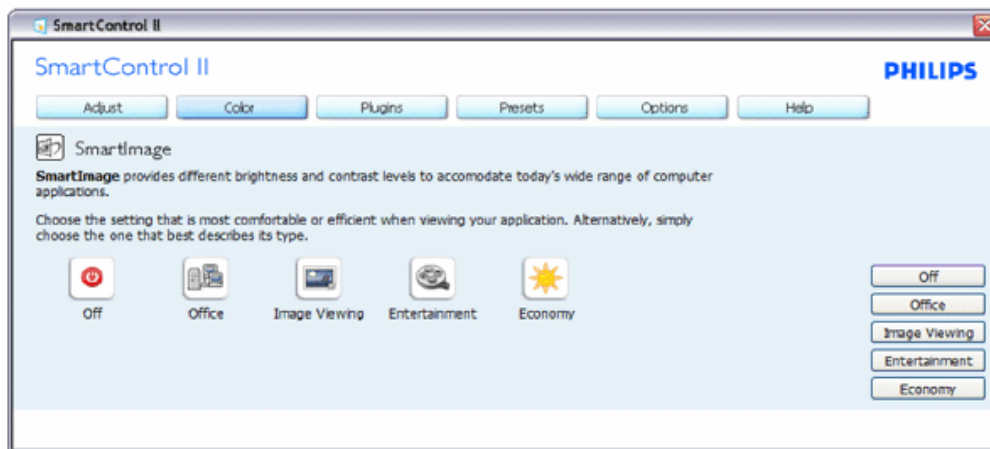 SmartControl II
SmartControl II
PHILIPS
Adjust Color Plugins Presets Options Help
SmartImage
SmartImage provides different brightness and contrast levels to accomodate today's wide range of computer
applications.
Choose the setting that is most comfortable or efficient when viewing your application. Alternatively, simply
choose the one that best describes its type.
Off Office Image Viewing Entertainment Economy
Off
Office
Image Viewing
Entertainment
Economy